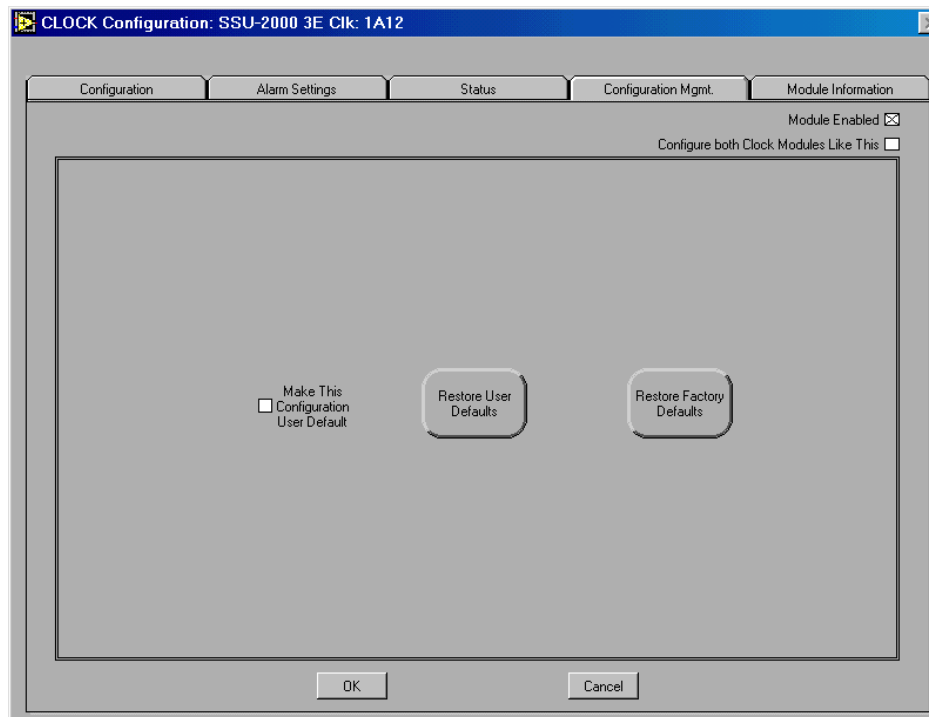 CLOCK Configuration: SSU-2000 3E Clk: 1A12
Configuration
Alarm Settings
Status
Configuration Mgmt.
Module Information
Module Enabled
Configure both Clock Modules Like This
Make This
Configuration
User Default
Restore User
Defaults
Restore Factory
Defaults
OK
Cancel